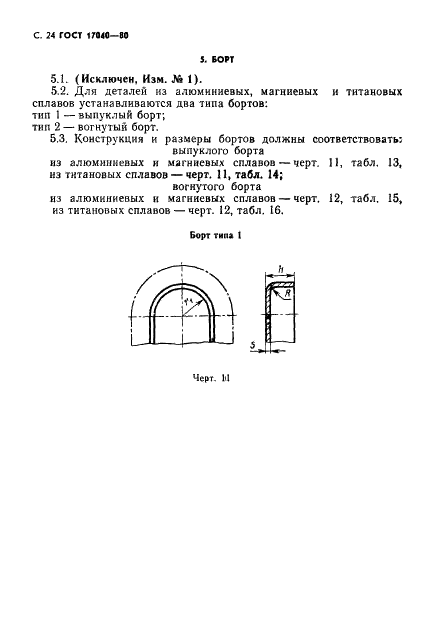 С. 24 ГОСТ 17040—80
5. БОРТ
5.1. (Исключен, Изм. № 1).
5.2. Для деталей из алюминиевых, магниевых и титановых
сплавов устанавливаются два типа бортов:
тип 1 — выпуклый борт;
тип 2 — вогнутый борт.
5.3. Конструкция и размеры бортов должны соответствовать:
выпуклого борта
из алюминиевых и магниевых сплавов — черт. 11, табл. 13,
из титановых сплавов — черт. 11, табл. 14;
вогнутого борта
из алюминиевых и магниевых сплавов — черт. 12, табл. 15,
из титановых сплавов — черт. 12, табл. 16.
Борт типа 1
h
R
S
Черт. 11